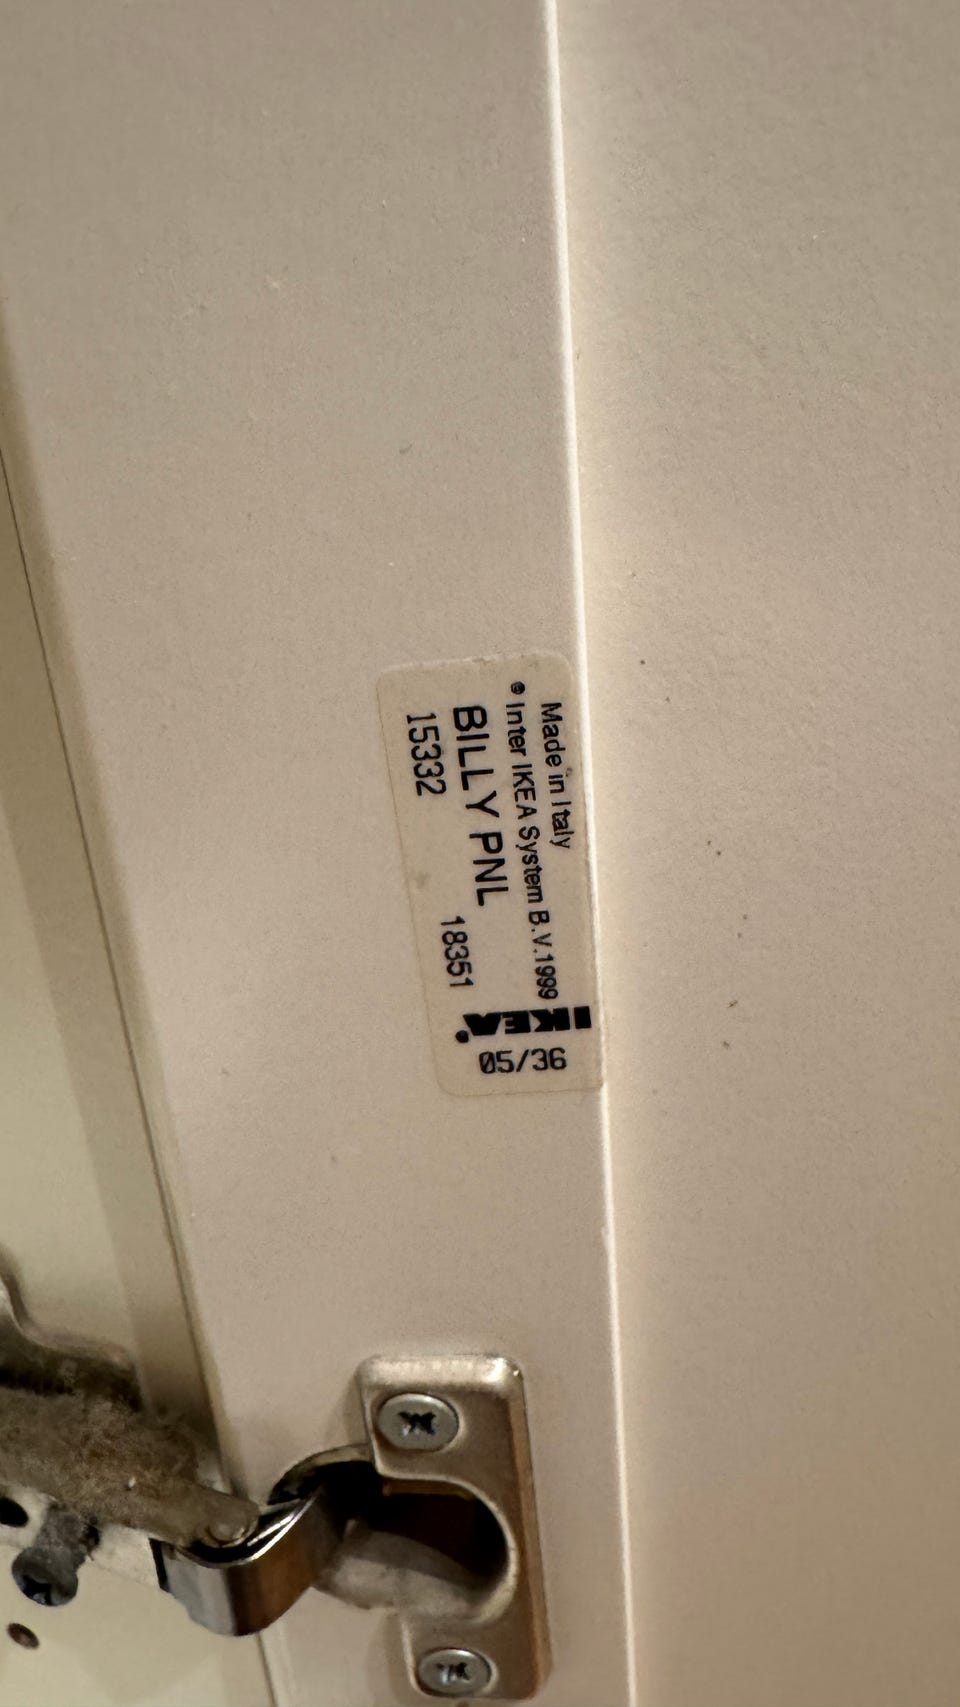 Made in Italy
© Inter IKEA System B.V.1999
BILLY PNL
15332 18351
IKEA®
05/36